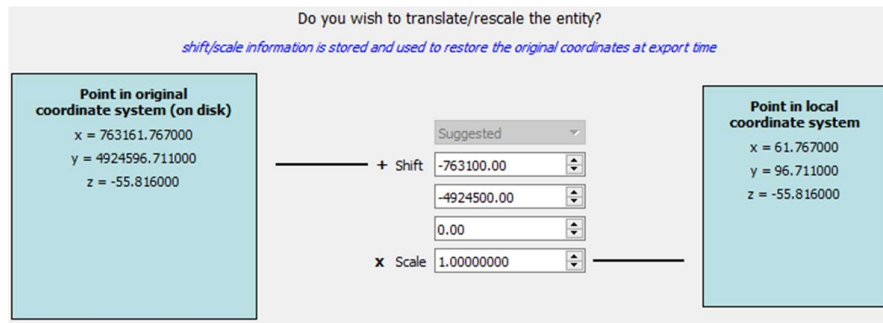 Do you wish to translate/rescale the entity?
shift/scale information is stored and used to restore the original coordinates at export time
Point in original
coordinate system (on disk)
x = 763161.767000
y = 4924596.711000
z = -55.816000
Suggested
+ Shift -763100.00
-4924500.00
0.00
x Scale 1.00000000
Point in local
coordinate system
x = 61.767000
y = 96.711000
z = -55.816000